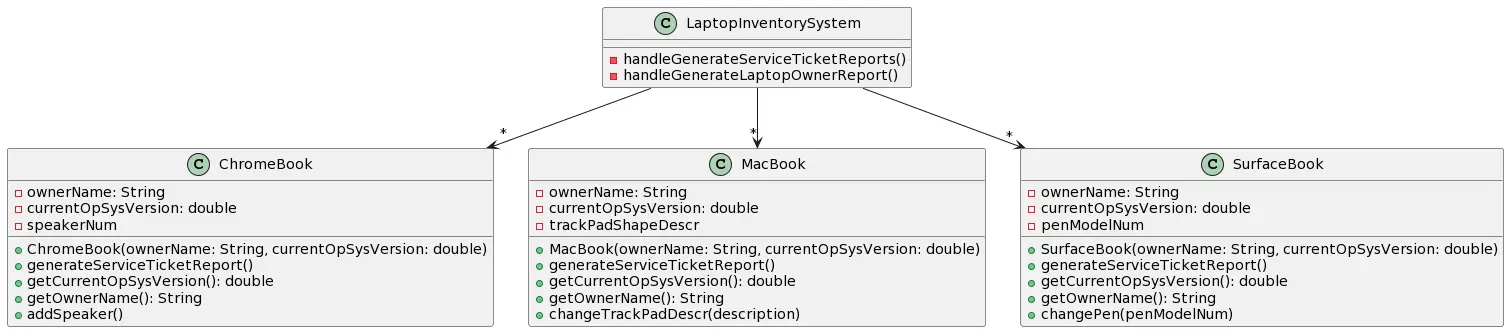 C LaptopInventorySystem
handleGenerateServiceTicketReports()
handleGenerateLaptopOwnerReport()
* * *
C ChromeBook
ownerName: String
currentOpSysVersion: double
speakerNum
ChromeBook(ownerName: String, currentOpSysVersion: double)
generateServiceTicketReport()
getCurrentOpSysVersion(): double
getOwnerName(): String
addSpeaker()
C MacBook
ownerName: String
currentOpSysVersion: double
trackPadShapeDescr
MacBook(ownerName: String, currentOpSysVersion: double)
generateServiceTicketReport()
getCurrentOpSysVersion(): double
getOwnerName(): String
changeTrackPadDescr(description)
C SurfaceBook
ownerName: String
currentOpSysVersion: double
penModelNum
SurfaceBook(ownerName: String, currentOpSysVersion: double)
generateServiceTicketReport()
getCurrentOpSysVersion(): double
getOwnerName(): String
changePen(penModelNum)